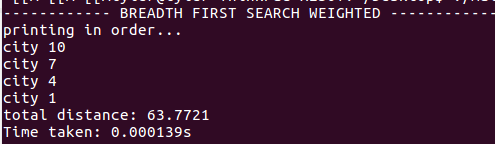 ------------ BREADTH FIRST SEARCH WEIGHTED ------------
printing in order...
city 10
city 7
city 4
city 1
total distance: 63.7721
Time taken: 0.000139s